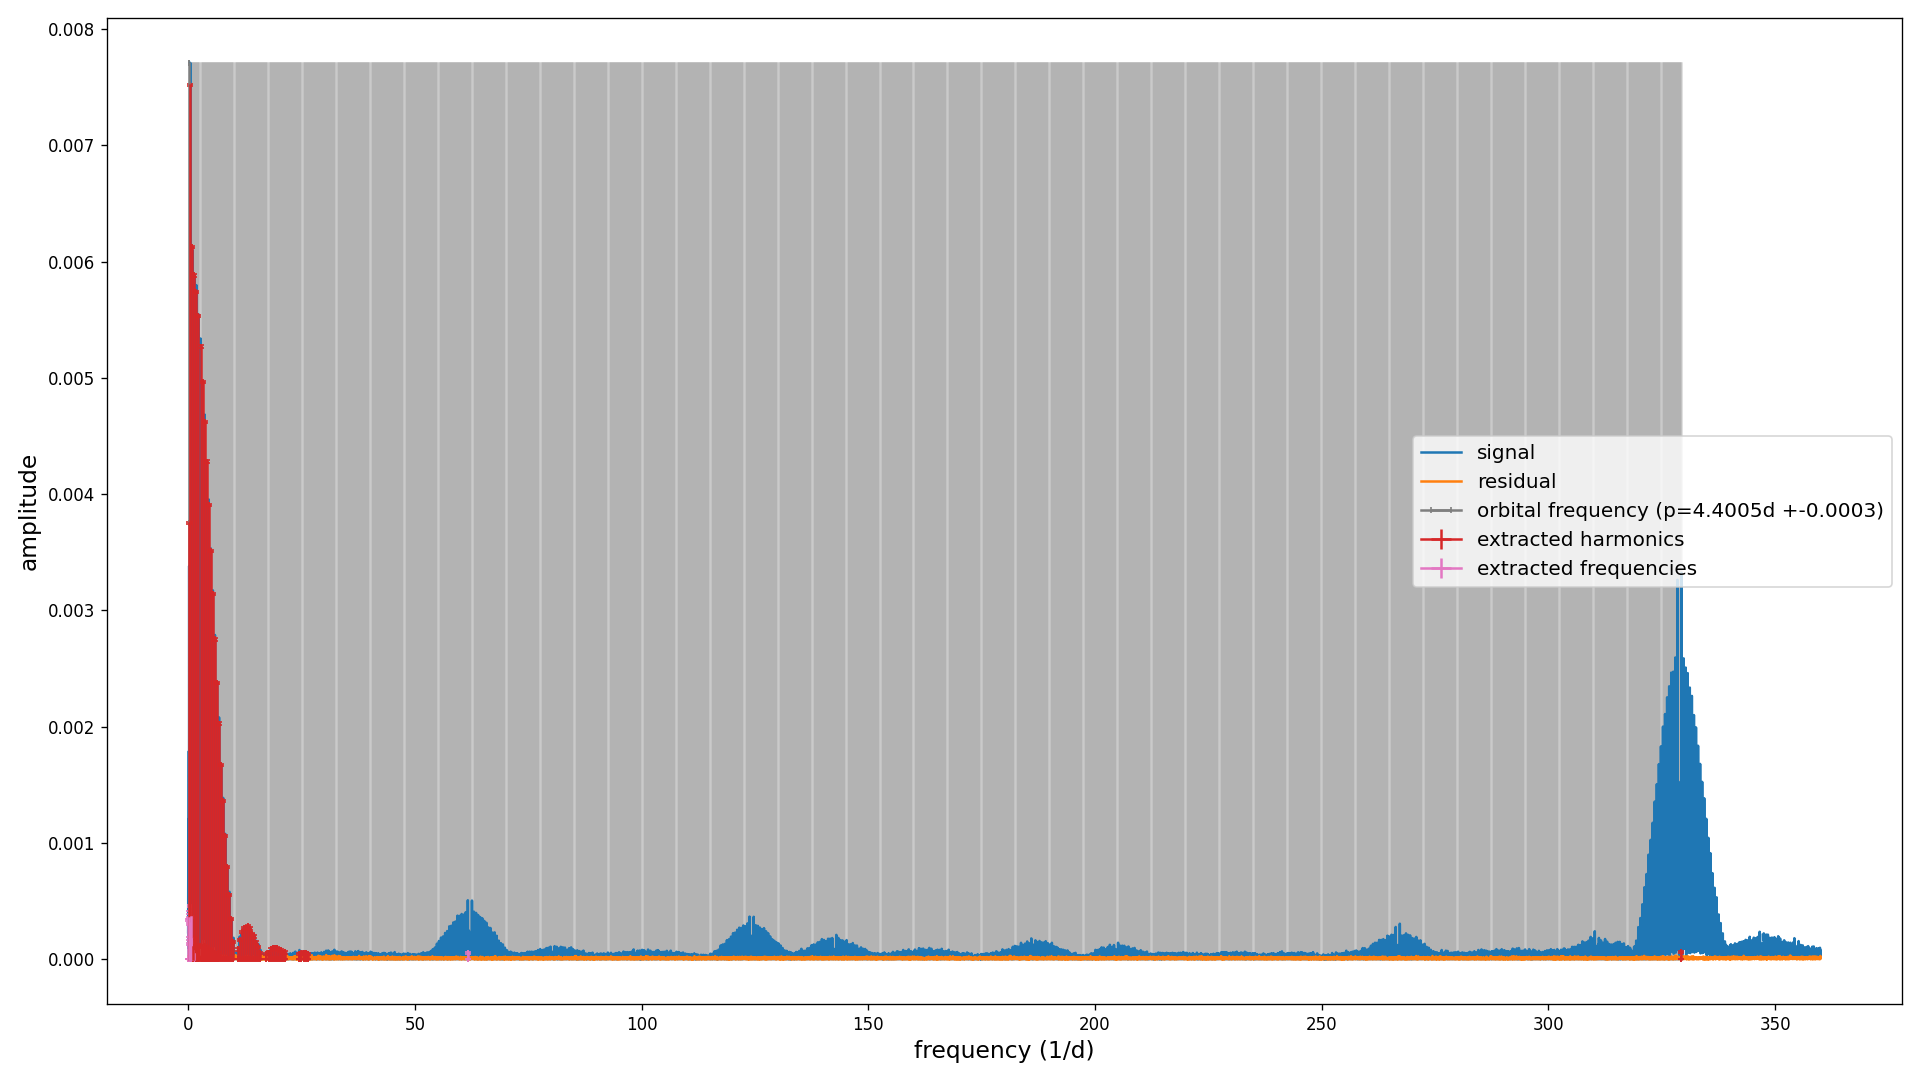 0.008
0.007
0.006
0.005
0.004
0.003
0.002
0.001
0.000
amplitude
signal
residual
orbital frequency (p=4.4005d +-0.0003)
extracted harmonics
extracted frequencies
0 50 100 150 200 250 300 350
frequency (1/d)